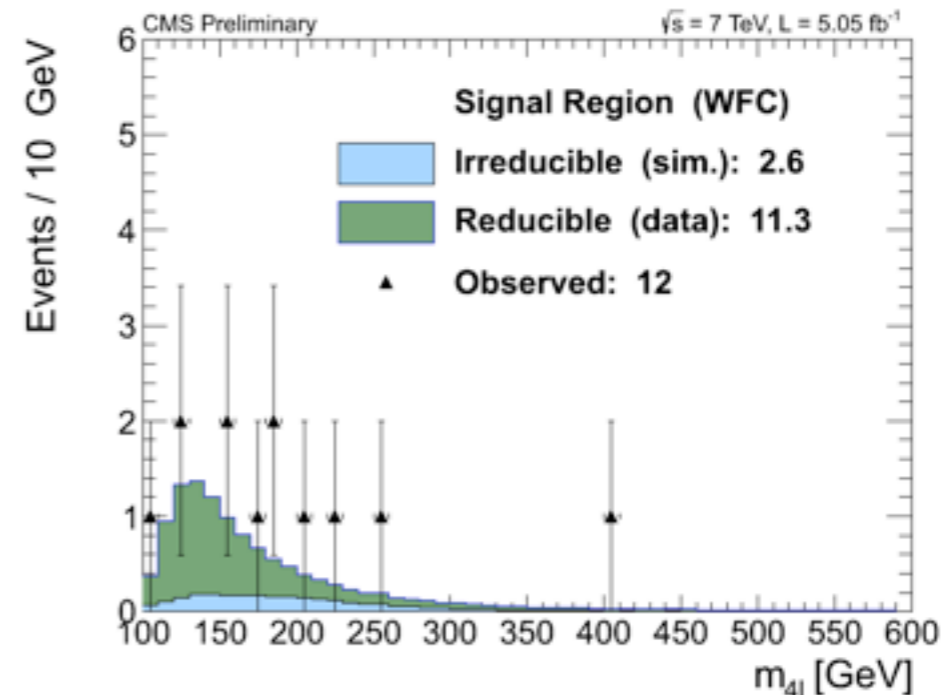 CMS Preliminary √s = 7 TeV, L = 5.05 fb⁻¹
Events / 10 GeV
6
5
4
3
2
1
0
Signal Region (WFC)
Irreducible (sim.): 2.6
Reducible (data): 11.3
Observed: 12
100 150 200 250 300 350 400 450 500 550 600
m₄ₗ [GeV]